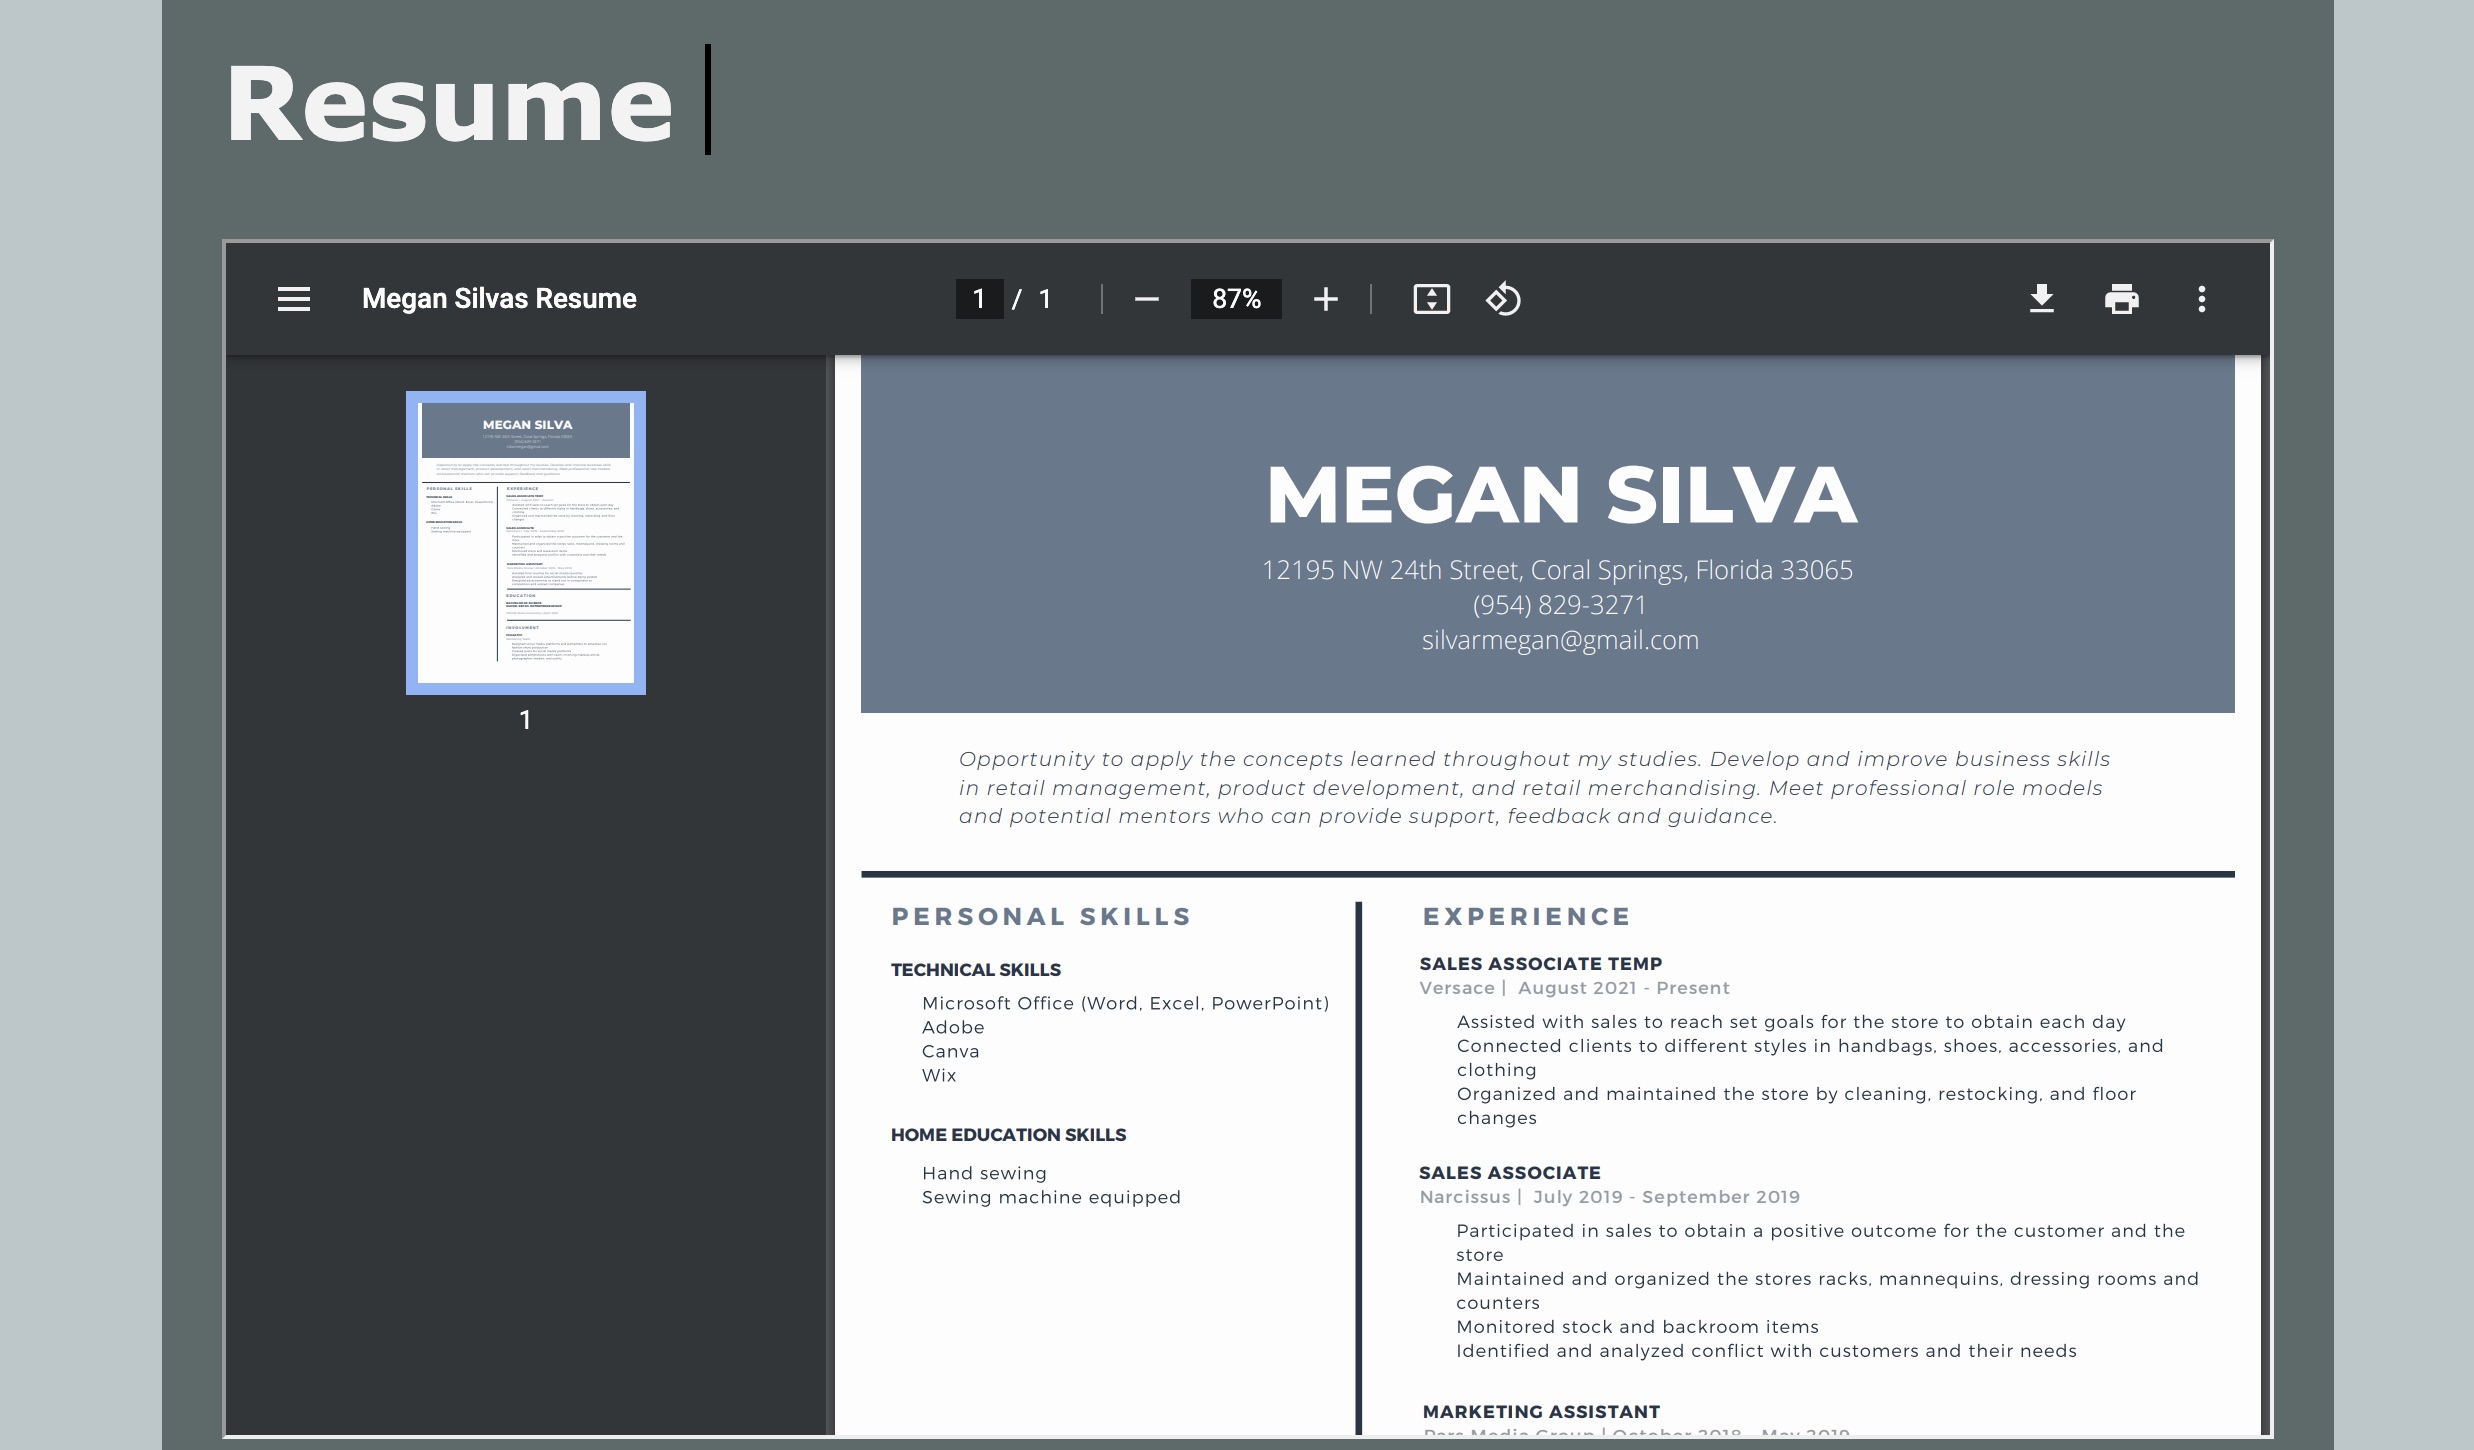 Resume
Megan Silvas Resume
1 / 1
87%
MEGAN SILVA
1
MEGAN SILVA
12195 NW 24th Street, Coral Springs, Florida 33065
(954) 829-3271
silvarmegan@gmail.com
Opportunity to apply the concepts learned throughout my studies. Develop and improve business skills
in retail management, product development, and retail merchandising. Meet professional role models
and potential mentors who can provide support, feedback and guidance.
PERSONAL SKILLS
TECHNICAL SKILLS
Microsoft Office (Word, Excel, PowerPoint)
Adobe
Canva
Wix
HOME EDUCATION SKILLS
Hand sewing
Sewing machine equipped
EXPERIENCE
SALES ASSOCIATE TEMP
Versace | August 2021 - Present
Assisted with sales to reach set goals for the store to obtain each day
Connected clients to different styles in handbags, shoes, accessories, and
clothing
Organized and maintained the store by cleaning, restocking, and floor
changes
SALES ASSOCIATE
Narcissus | July 2019 - September 2019
Participated in sales to obtain a positive outcome for the customer and the
store
Maintained and organized the stores racks, mannequins, dressing rooms and
counters
Monitored stock and backroom items
Identified and analyzed conflict with customers and their needs
MARKETING ASSISTANT
Pars Media Group | October 2018 - May 2019